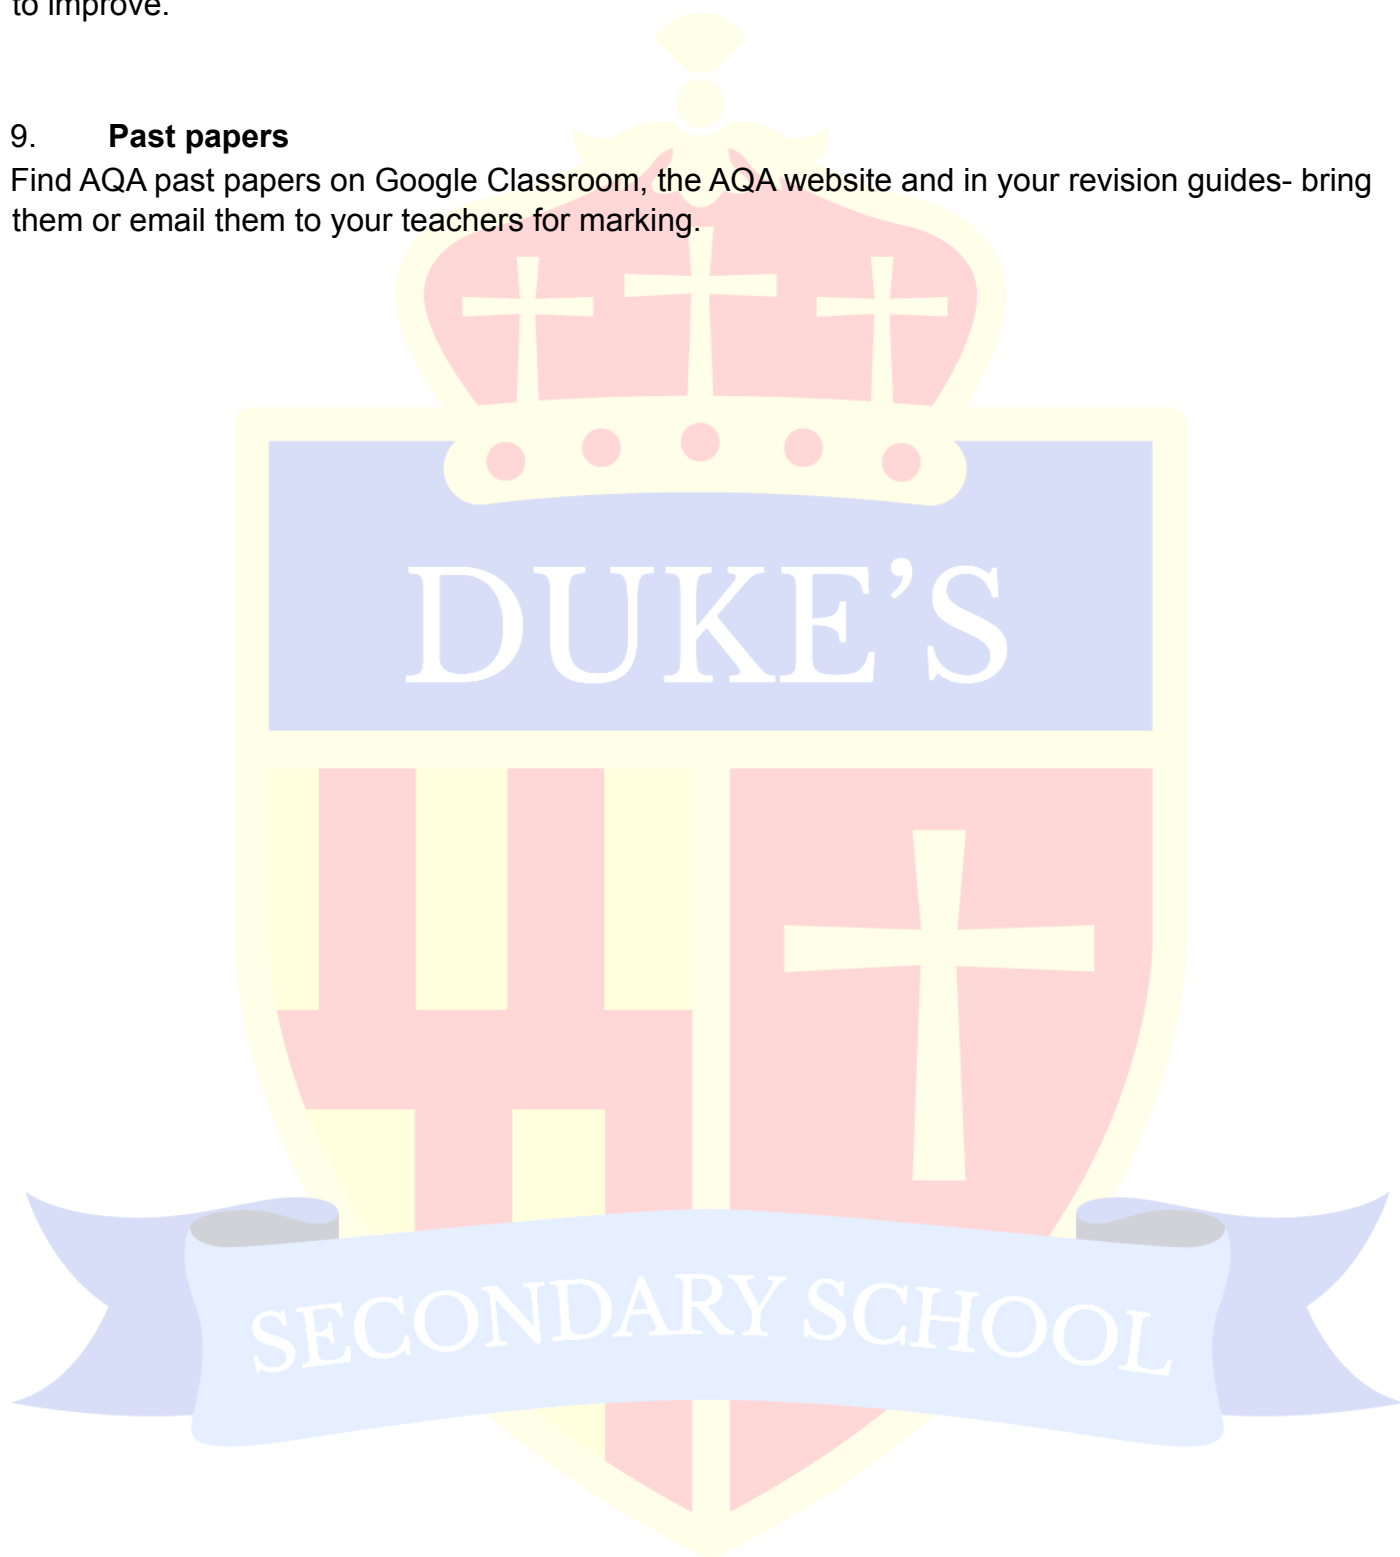 to improve.
9. Past papers
Find AQA past papers on Google Classroom, the AQA website and in your revision guides- bring
them or email them to your teachers for marking.
DUKE'S
SECONDARY SCHOOL